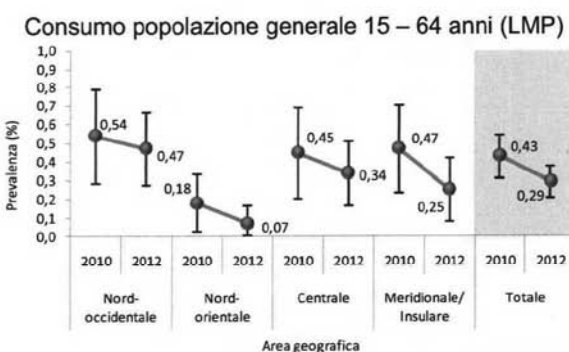 Consumo popolazione generale 15 – 64 anni (LMP)
Prevalenza (%)
1,0
0,9
0,8
0,7
0,6
0,5
0,4
0,3
0,2
0,1
0,0
0,54
0,47
0,18
0,07
0,45
0,34
0,47
0,25
0,43
0,29
2010 2012 2010 2012 2010 2012 2010 2012 2010 2012
Nord-occidentale
Nord-orientale
Centrale
Meridionale/
Insulare
Totale
Area geografica